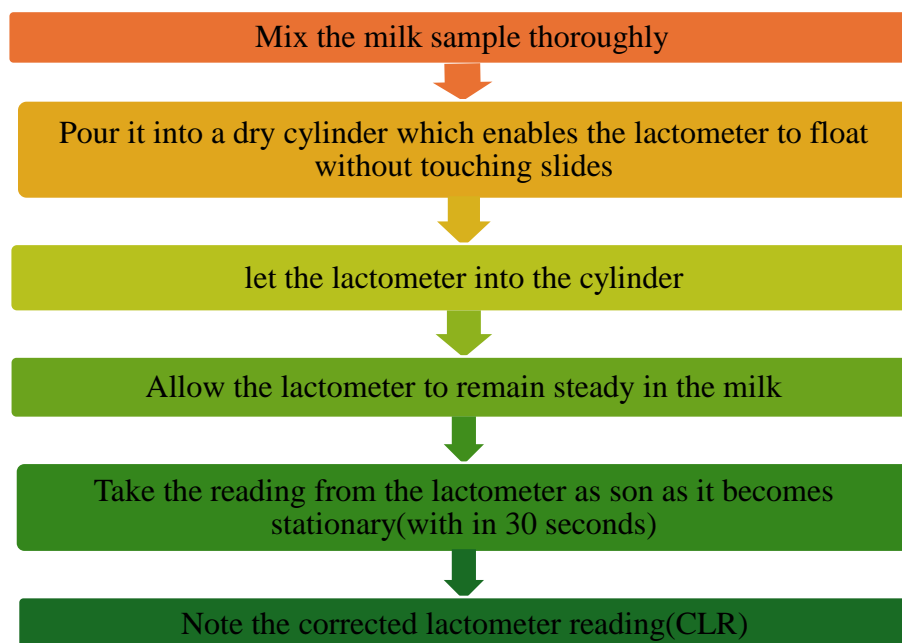 Mix the milk sample thoroughly
Pour it into a dry cylinder which enables the lactometer to float
without touching slides
let the lactometer into the cylinder
Allow the lactometer to remain steady in the milk
Take the reading from the lactometer as son as it becomes
stationary(with in 30 seconds)
Note the corrected lactometer reading(CLR)